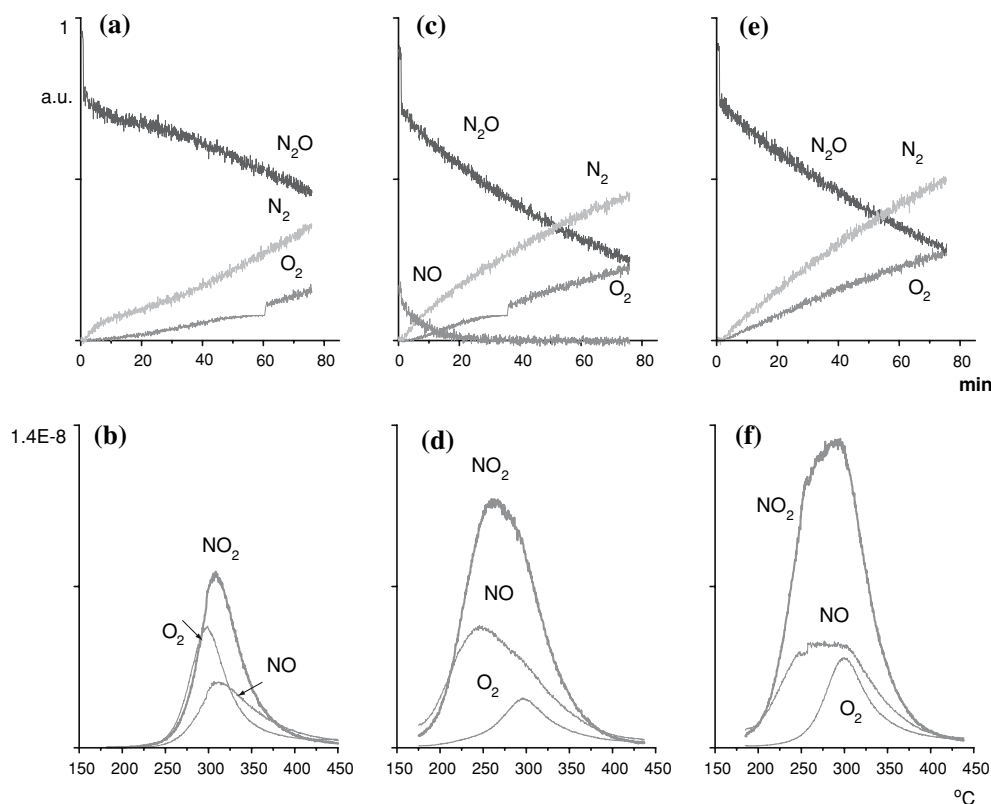 (a) (c) (e)
1
a.u.
N₂O N₂O N₂O
N₂ N₂ N₂
O₂ NO O₂ O₂
0 20 40 60 80 0 20 40 60 80 0 20 40 60 80
min
1.4E-8
(b) (d) (f)
NO₂ NO₂ NO₂
O₂ NO NO NO
O₂ O₂
150 200 250 300 350 400 450 150 200 250 300 350 400 450 150 200 250 300 350 400 450
°C